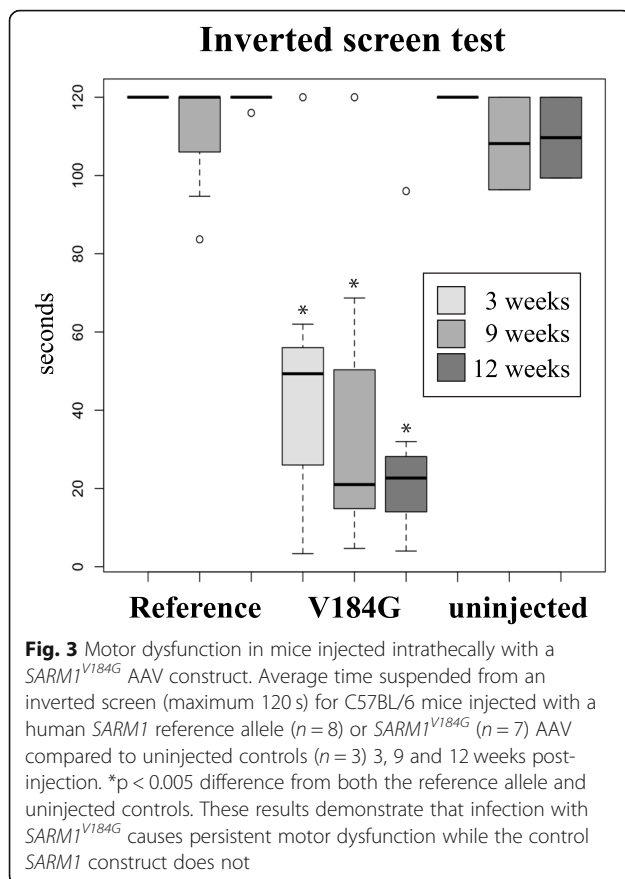 Inverted screen test
120
100
80
60
40
20
0
seconds
*
*
*
3 weeks
9 weeks
12 weeks
Reference V184G uninjected
Fig. 3 Motor dysfunction in mice injected intrathecally with a
SARM1V184G AAV construct. Average time suspended from an
inverted screen (maximum 120 s) for C57BL/6 mice injected with a
human SARM1 reference allele (n = 8) or SARM1V184G (n = 7) AAV
compared to uninjected controls (n = 3) 3, 9 and 12 weeks post-
injection. *p < 0.005 difference from both the reference allele and
uninjected controls. These results demonstrate that infection with
SARM1V184G causes persistent motor dysfunction while the control
SARM1 construct does not